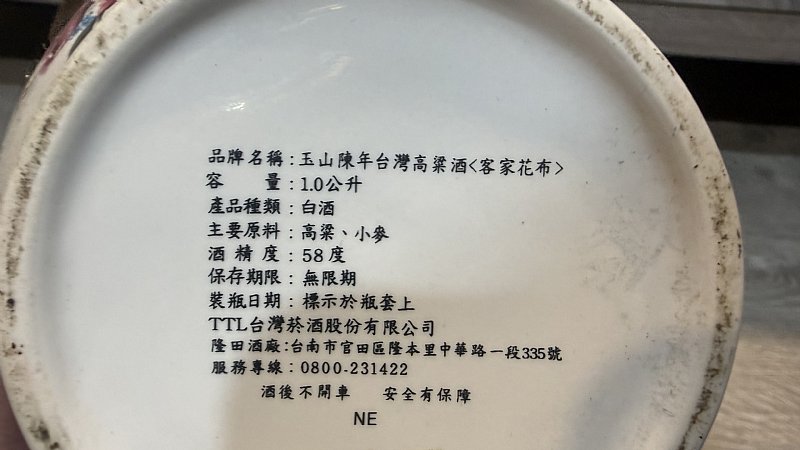 品牌名稱：玉山陳年台灣高粱酒<客家花布>
容　　量：1.0公升
產品種類：白酒
主要原料：高粱、小麥
酒 精 度：58度
保存期限：無限期
裝瓶日期：標示於瓶套上
TTL台灣菸酒股份有限公司
隆田酒廠:台南市官田區隆本里中華路一段335號
服務專線：0800-231422
酒後不開車　安全有保障
NE